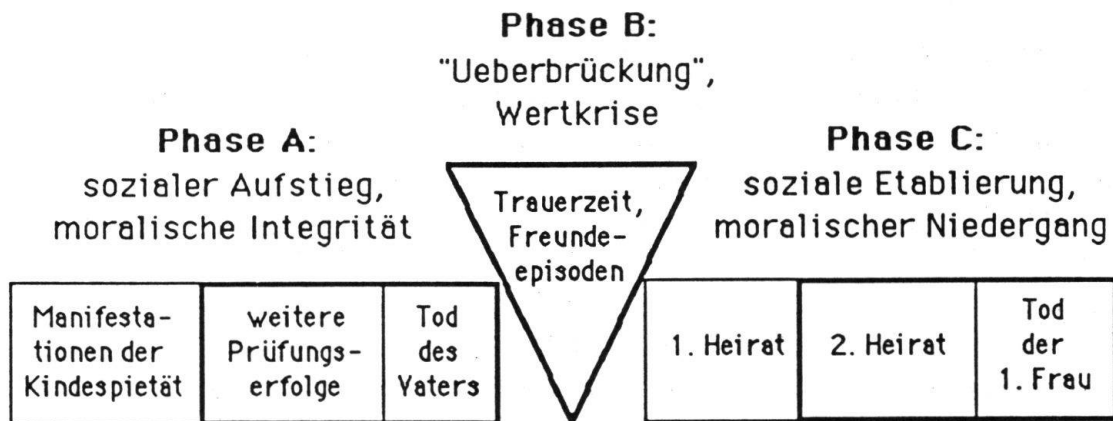 Phase B:
"Ueberbrückung",
Wertkrise
Phase A:
sozialer Aufstieg,
moralische Integrität
Phase C:
soziale Etablierung,
moralischer Niedergang
Trauerzeit,
Freunde-
episoden
Manifesta-
tionen der
Kindespietät
weitere
Prüfungs-
erfolge
Tod
des
Vaters
1. Heirat
2. Heirat
Tod
der
1. Frau